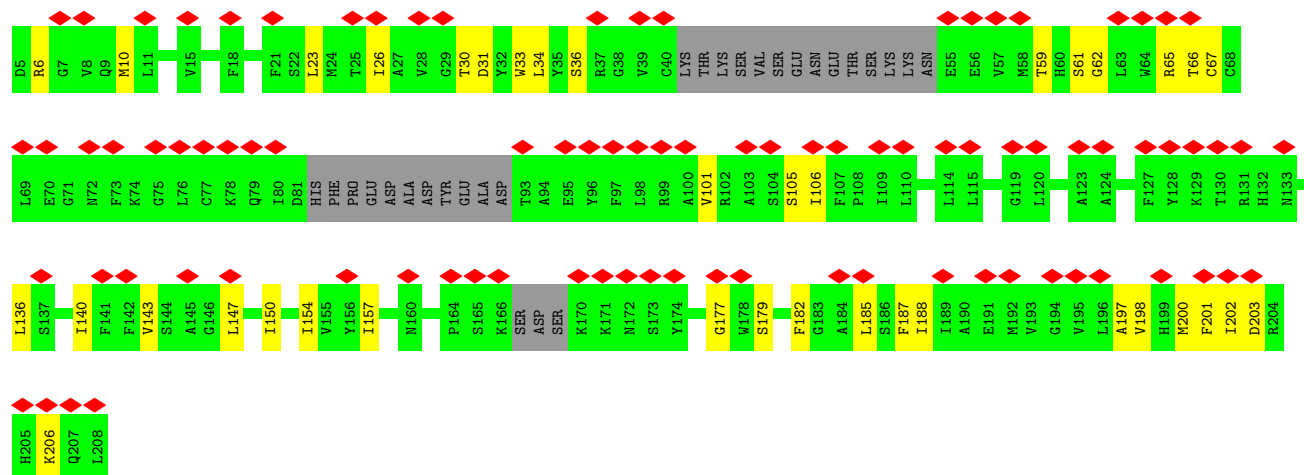 D5 R6 G7 V8 Q9 M10 L11 V15 F18 F21 S22 L23 M24 T25 I26 A27 V28 G29 T30 D31 Y32 W33 L34 Y35 S36 R37 G38 V39 C40 LYS THR LYS SER VAL SER GLU ASN GLU THR SER LYS LYS ASN E55 E56 V57 M58 T59 H60 S61 G62 L63 W64 R65 T66 C67 C68
L69 E70 G71 N72 F73 K74 G75 L76 C77 K78 Q79 I80 D81 HIS PHE PRO GLU ASP ALA ASP TYR GLU ALA ASP T93 A94 E95 Y96 F97 L98 R99 A100 V101 R102 A103 S104 S105 I106 F107 P108 I109 L110 L114 L115 G119 L120 A123 A124 F127 Y128 K129 T130 R131 H132 N133
L136 S137 I140 F141 F142 V143 S144 A145 G146 L147 I150 I154 V155 Y156 I157 N160 P164 S165 K166 SER ASP SER K170 K171 N172 S173 Y174 G177 W178 S179 F182 G183 A184 L185 S186 F187 I188 I189 A190 E191 M192 V193 G194 V195 L196 A197 V198 H199 M200 F201 I202 D203 R204
H205 K206 Q207 L208